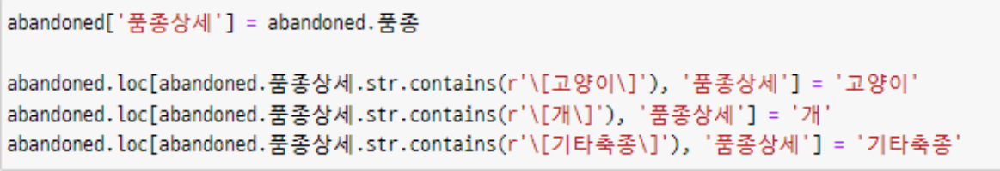 abandoned['품종상세'] = abandoned.품종
abandoned.loc[abandoned.품종상세.str.contains(r'\[고양이\]'), '품종상세'] = '고양이'
abandoned.loc[abandoned.품종상세.str.contains(r'\[개\]'), '품종상세'] = '개'
abandoned.loc[abandoned.품종상세.str.contains(r'\[기타축종\]'), '품종상세'] = '기타축종'